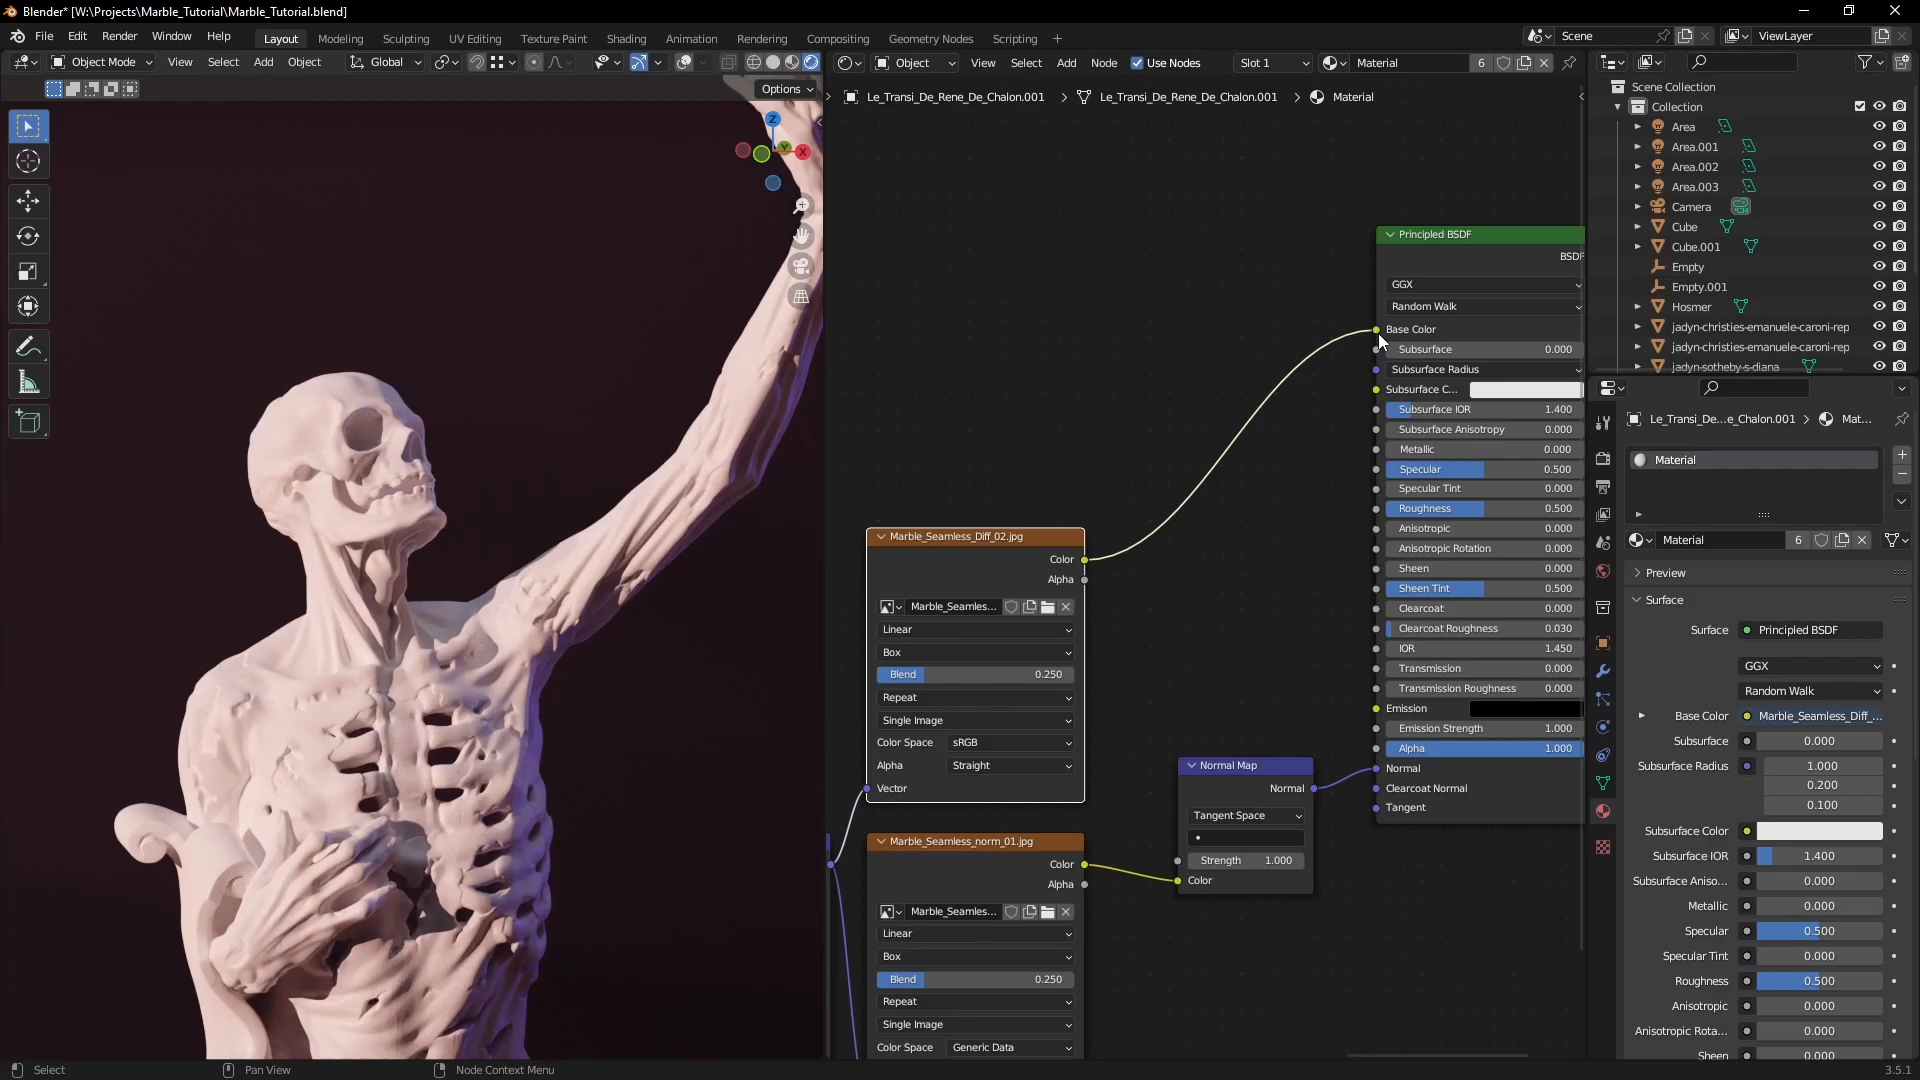 Blender* [W:\Projects\Marble_Tutorial\Marble_Tutorial.blend]
File Edit Render Window Help Layout Modeling Sculpting UV Editing Texture Paint Shading Animation Rendering Compositing Geometry Nodes Scripting + Scene ViewLayer
Object Mode View Select Add Object Global Object View Select Add Node Use Nodes Slot 1 Material 6
Options
Le_Transi_De_Rene_De_Chalon.001 > Le_Transi_De_Rene_De_Chalon.001 > Material
Z
Y
X
Principled BSDF
BSDF
GGX
Random Walk
Base Color
Subsurface 0.000
Subsurface Radius
Subsurface C...
Subsurface IOR 1.400
Subsurface Anisotropy 0.000
Metallic 0.000
Specular 0.500
Specular Tint 0.000
Roughness 0.500
Anisotropic 0.000
Anisotropic Rotation 0.000
Sheen 0.000
Sheen Tint 0.500
Clearcoat 0.000
Clearcoat Roughness 0.030
IOR 1.450
Transmission 0.000
Transmission Roughness 0.000
Emission
Emission Strength 1.000
Alpha 1.000
Normal
Clearcoat Normal
Tangent
Marble_Seamless_Diff_02.jpg
Color
Alpha
Marble_Seamles...
Linear
Box
Blend 0.250
Repeat
Single Image
Color Space sRGB
Alpha Straight
Vector
Normal Map
Normal
Tangent Space
Strength 1.000
Color
Marble_Seamless_norm_01.jpg
Color
Alpha
Marble_Seamles...
Linear
Box
Blend 0.250
Repeat
Single Image
Color Space Generic Data
Scene Collection
Collection
Area
Area.001
Area.002
Area.003
Camera
Cube
Cube.001
Empty
Empty.001
Hosmer
jadyn-christies-emanuele-caroni-rep
jadyn-christies-emanuele-caroni-rep
jadyn-sotheby-s-diana
Le_Transi_De...e_Chalon.001 > Mat...
Material
Material 6
Preview
Surface
Surface Principled BSDF
GGX
Random Walk
Base Color Marble_Seamless_Diff_...
Subsurface 0.000
Subsurface Radius 1.000
0.200
0.100
Subsurface Color
Subsurface IOR 1.400
Subsurface Aniso... 0.000
Metallic 0.000
Specular 0.500
Specular Tint 0.000
Roughness 0.500
Anisotropic 0.000
Anisotropic Rota... 0.000
Sheen 0.000
Select Pan View Node Context Menu 3.5.1